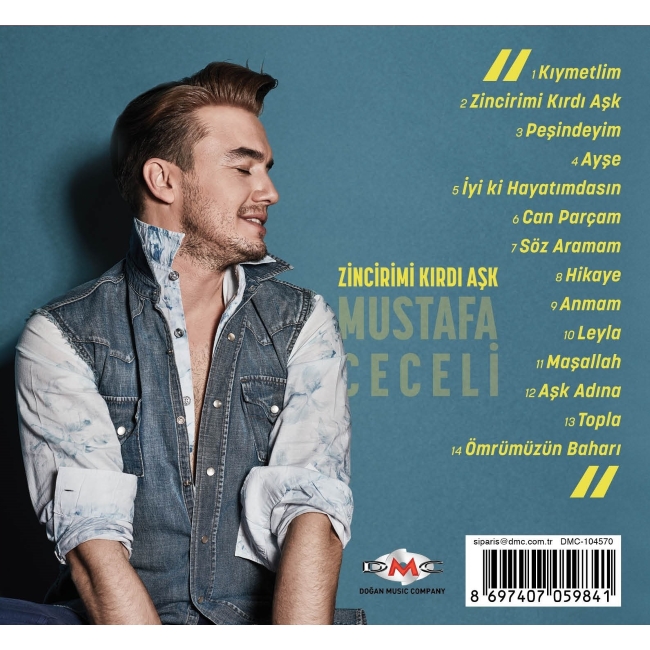 1 Kıymetlim
2 Zincirimi Kırdı Aşk
3 Peşindeyim
4 Ayşe
5 İyi ki Hayatımdasın
6 Can Parçam
7 Söz Aramam
8 Hikaye
9 Anmam
10 Leyla
11 Maşallah
12 Aşk Adına
13 Topla
14 Ömrümüzün Baharı
ZİNCİRİMİ KIRDI AŞK
MUSTAFA
CECELİ
DMC
DOĞAN MUSIC COMPANY
siparis@dmc.com.tr DMC-104570
8 697407 059841